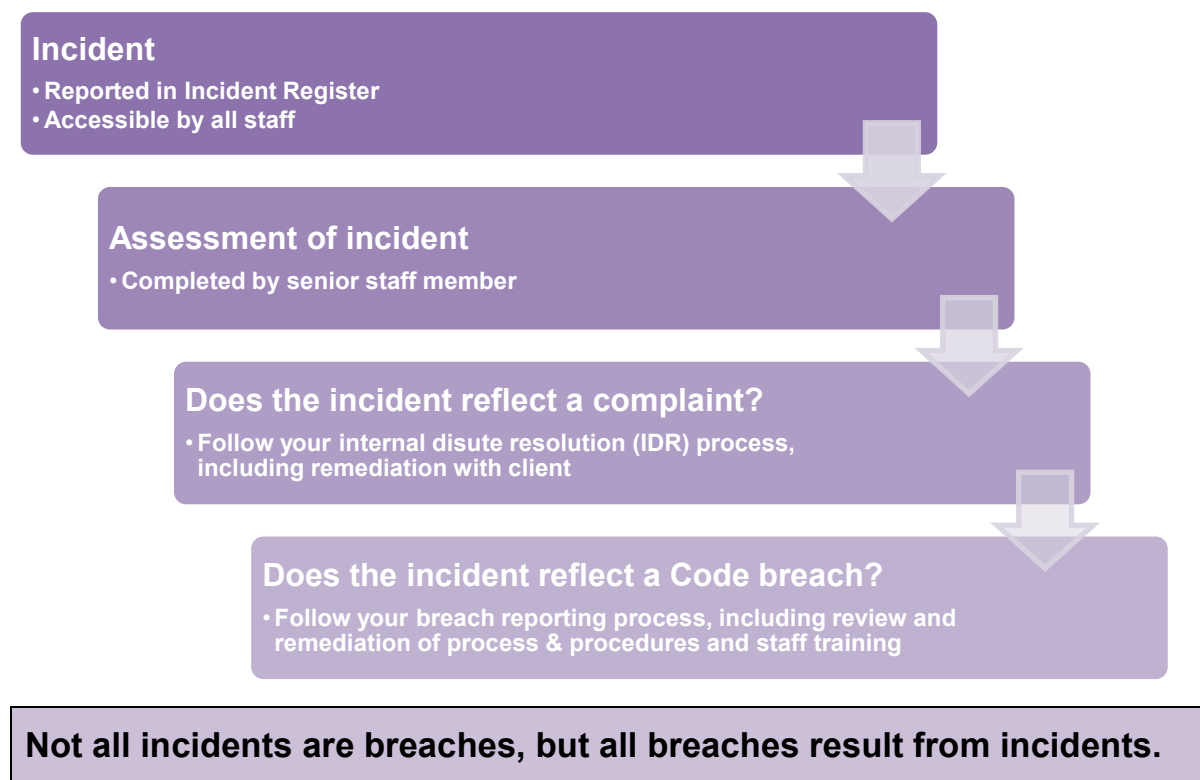 Incident
• Reported in Incident Register
• Accessible by all staff
Assessment of incident
• Completed by senior staff member
Does the incident reflect a complaint?
• Follow your internal disute resolution (IDR) process,
including remediation with client
Does the incident reflect a Code breach?
• Follow your breach reporting process, including review and
remediation of process & procedures and staff training
Not all incidents are breaches, but all breaches result from incidents.